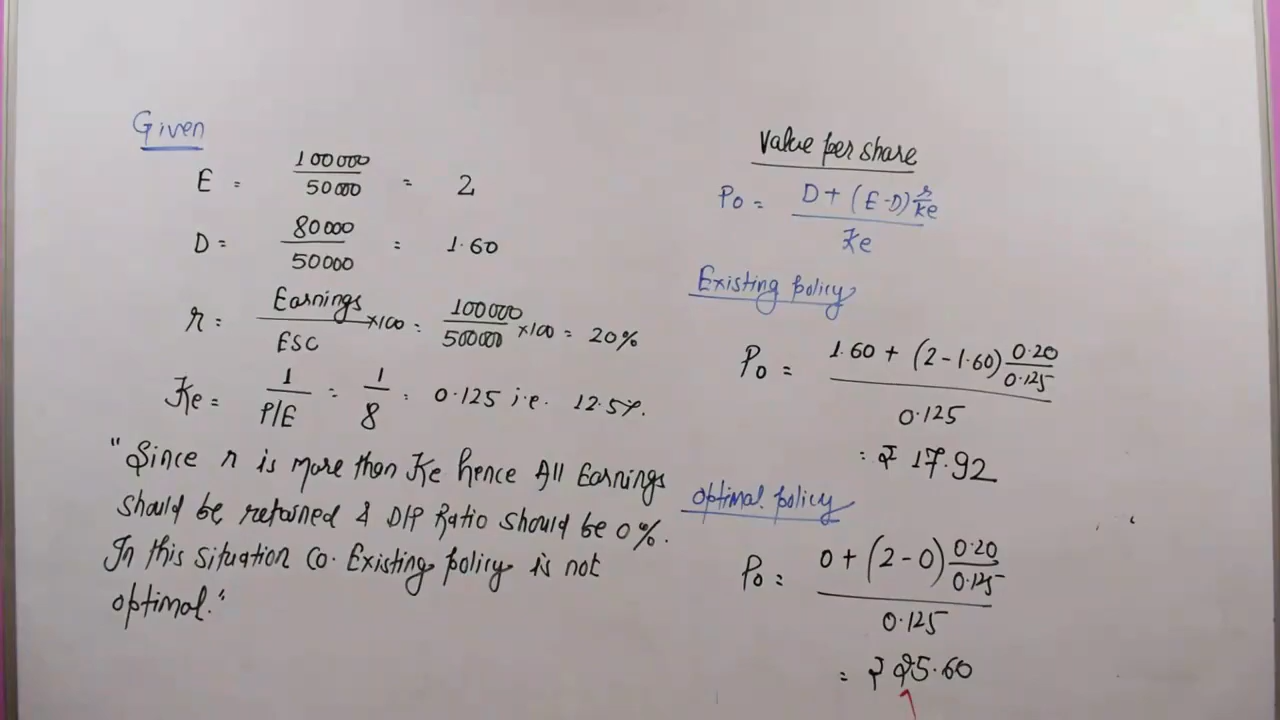 Given
E = 100000 / 50000 = 2
D = 80000 / 50000 = 1.60
r = Earnings / ESC ×100 = 100000 / 500000 ×100 = 20%
Ke = 1 / P/E = 1 / 8 = 0.125 i.e. 12.5%.
"Since r is more than Ke hence All Earnings
should be retained & D/P Ratio should be 0%.
In this situation Co. Existing policy is not
optimal."
Value per share
Po = D + (E-D) r/Ke / Ke
Existing policy
Po = 1.60 + (2-1.60) 0.20/0.125 / 0.125
= ₹ 17.92
Optimal policy
Po = 0 + (2-0) 0.20/0.125 / 0.125
= ₹ 25.60